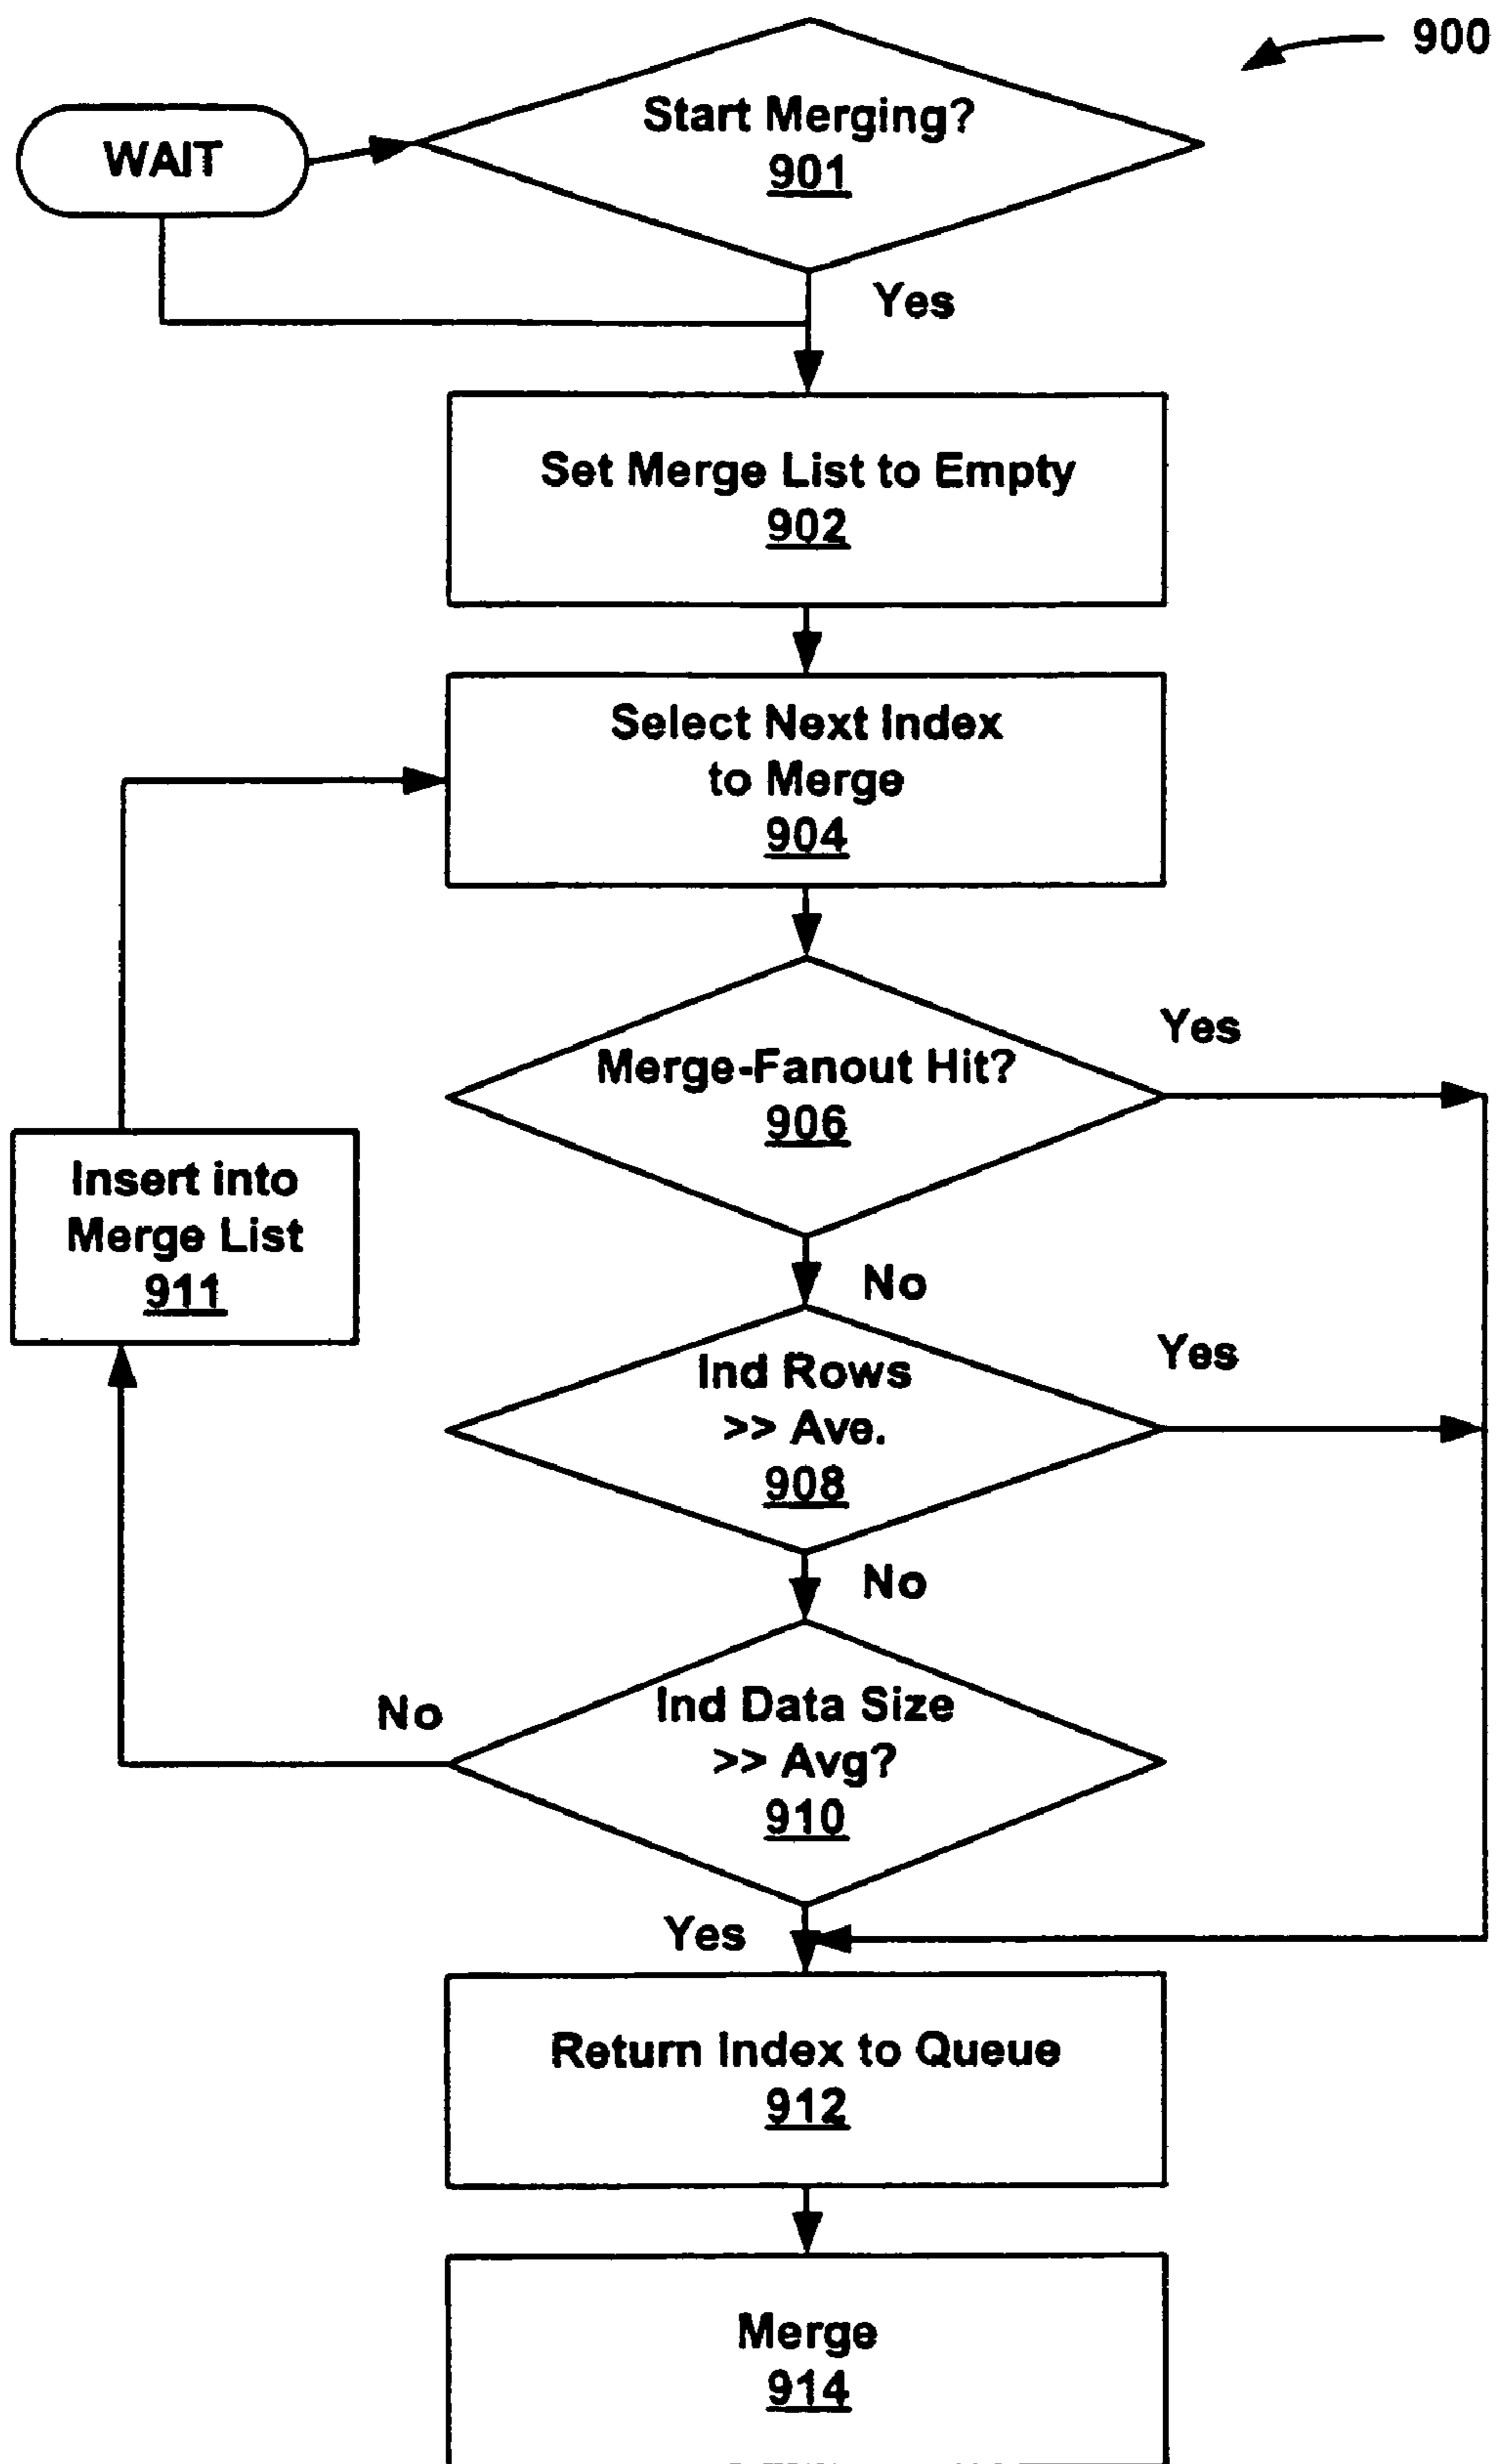 900
Start Merging?
901
WAIT
Yes
Set Merge List to Empty
902
Select Next Index
to Merge
904
Yes
Merge-Fanout Hit?
906
Insert into
Merge List
911
No
Yes
Ind Rows
>> Ave.
908
No
No
Ind Data Size
>> Avg?
910
Yes
Return Index to Queue
912
Merge
914